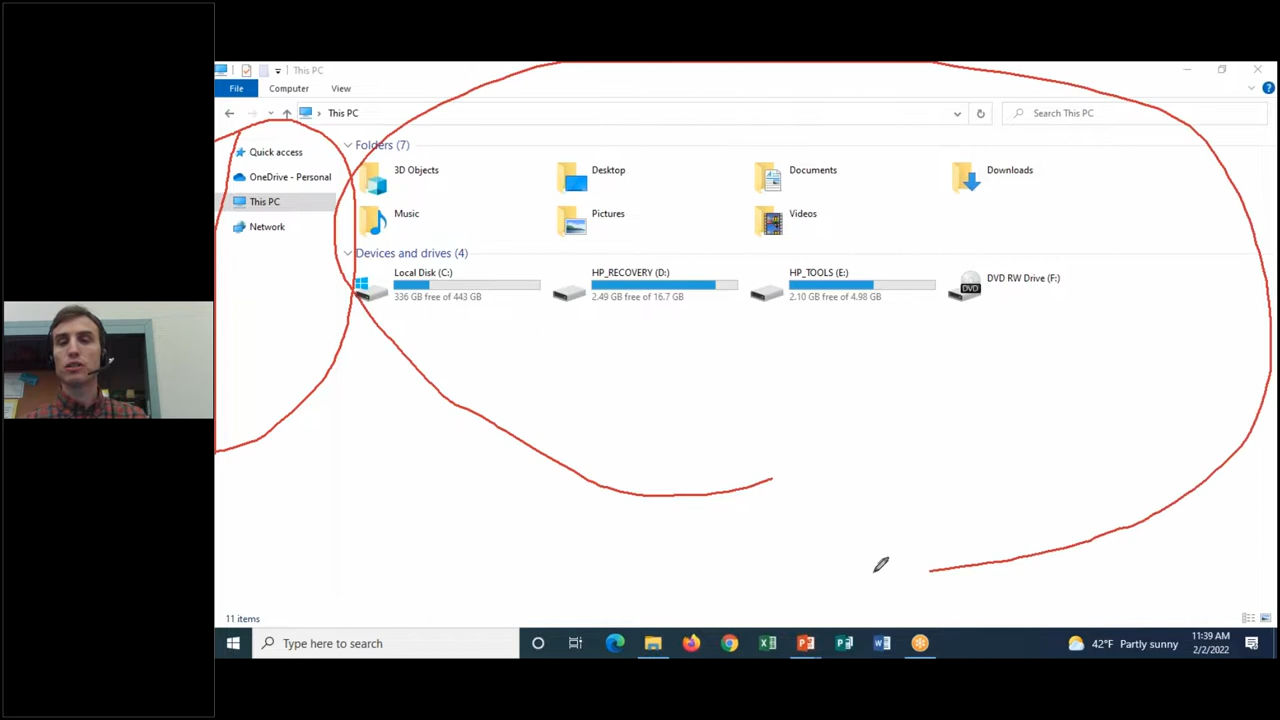 This PC
File Computer View
This PC Search This PC
Quick access
OneDrive - Personal
This PC
Network
Folders (7)
3D Objects Desktop Documents Downloads
Music Pictures Videos
Devices and drives (4)
Local Disk (C:) HP_RECOVERY (D:) HP_TOOLS (E:) DVD RW Drive (F:)
336 GB free of 443 GB 2.49 GB free of 16.7 GB 2.10 GB free of 4.98 GB
DVD
11 items
Type here to search
42°F Partly sunny
11:39 AM
2/2/2022